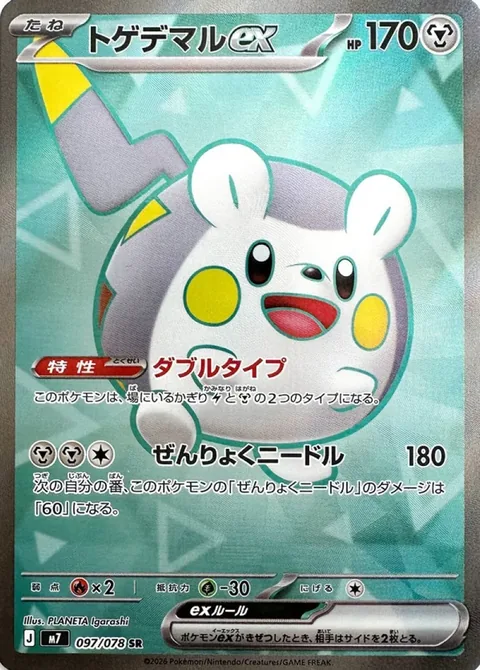 たね トゲデマルex HP 170
特性 とくせい ダブルタイプ
このポケモンは、場にいるかぎり と の2つのタイプになる。
ぜんりょくニードル 180
次の自分の番、このポケモンの「ぜんりょくニードル」のダメージは
「60」になる。
弱点 ×2 抵抗力 -30 にげる
Illus. PLANETA Igarashi
exルール
J M7 097/078 SR
ポケモンexがきぜつしたとき、相手はサイドを2枚とる。
©2026 Pokémon/Nintendo/Creatures/GAME FREAK